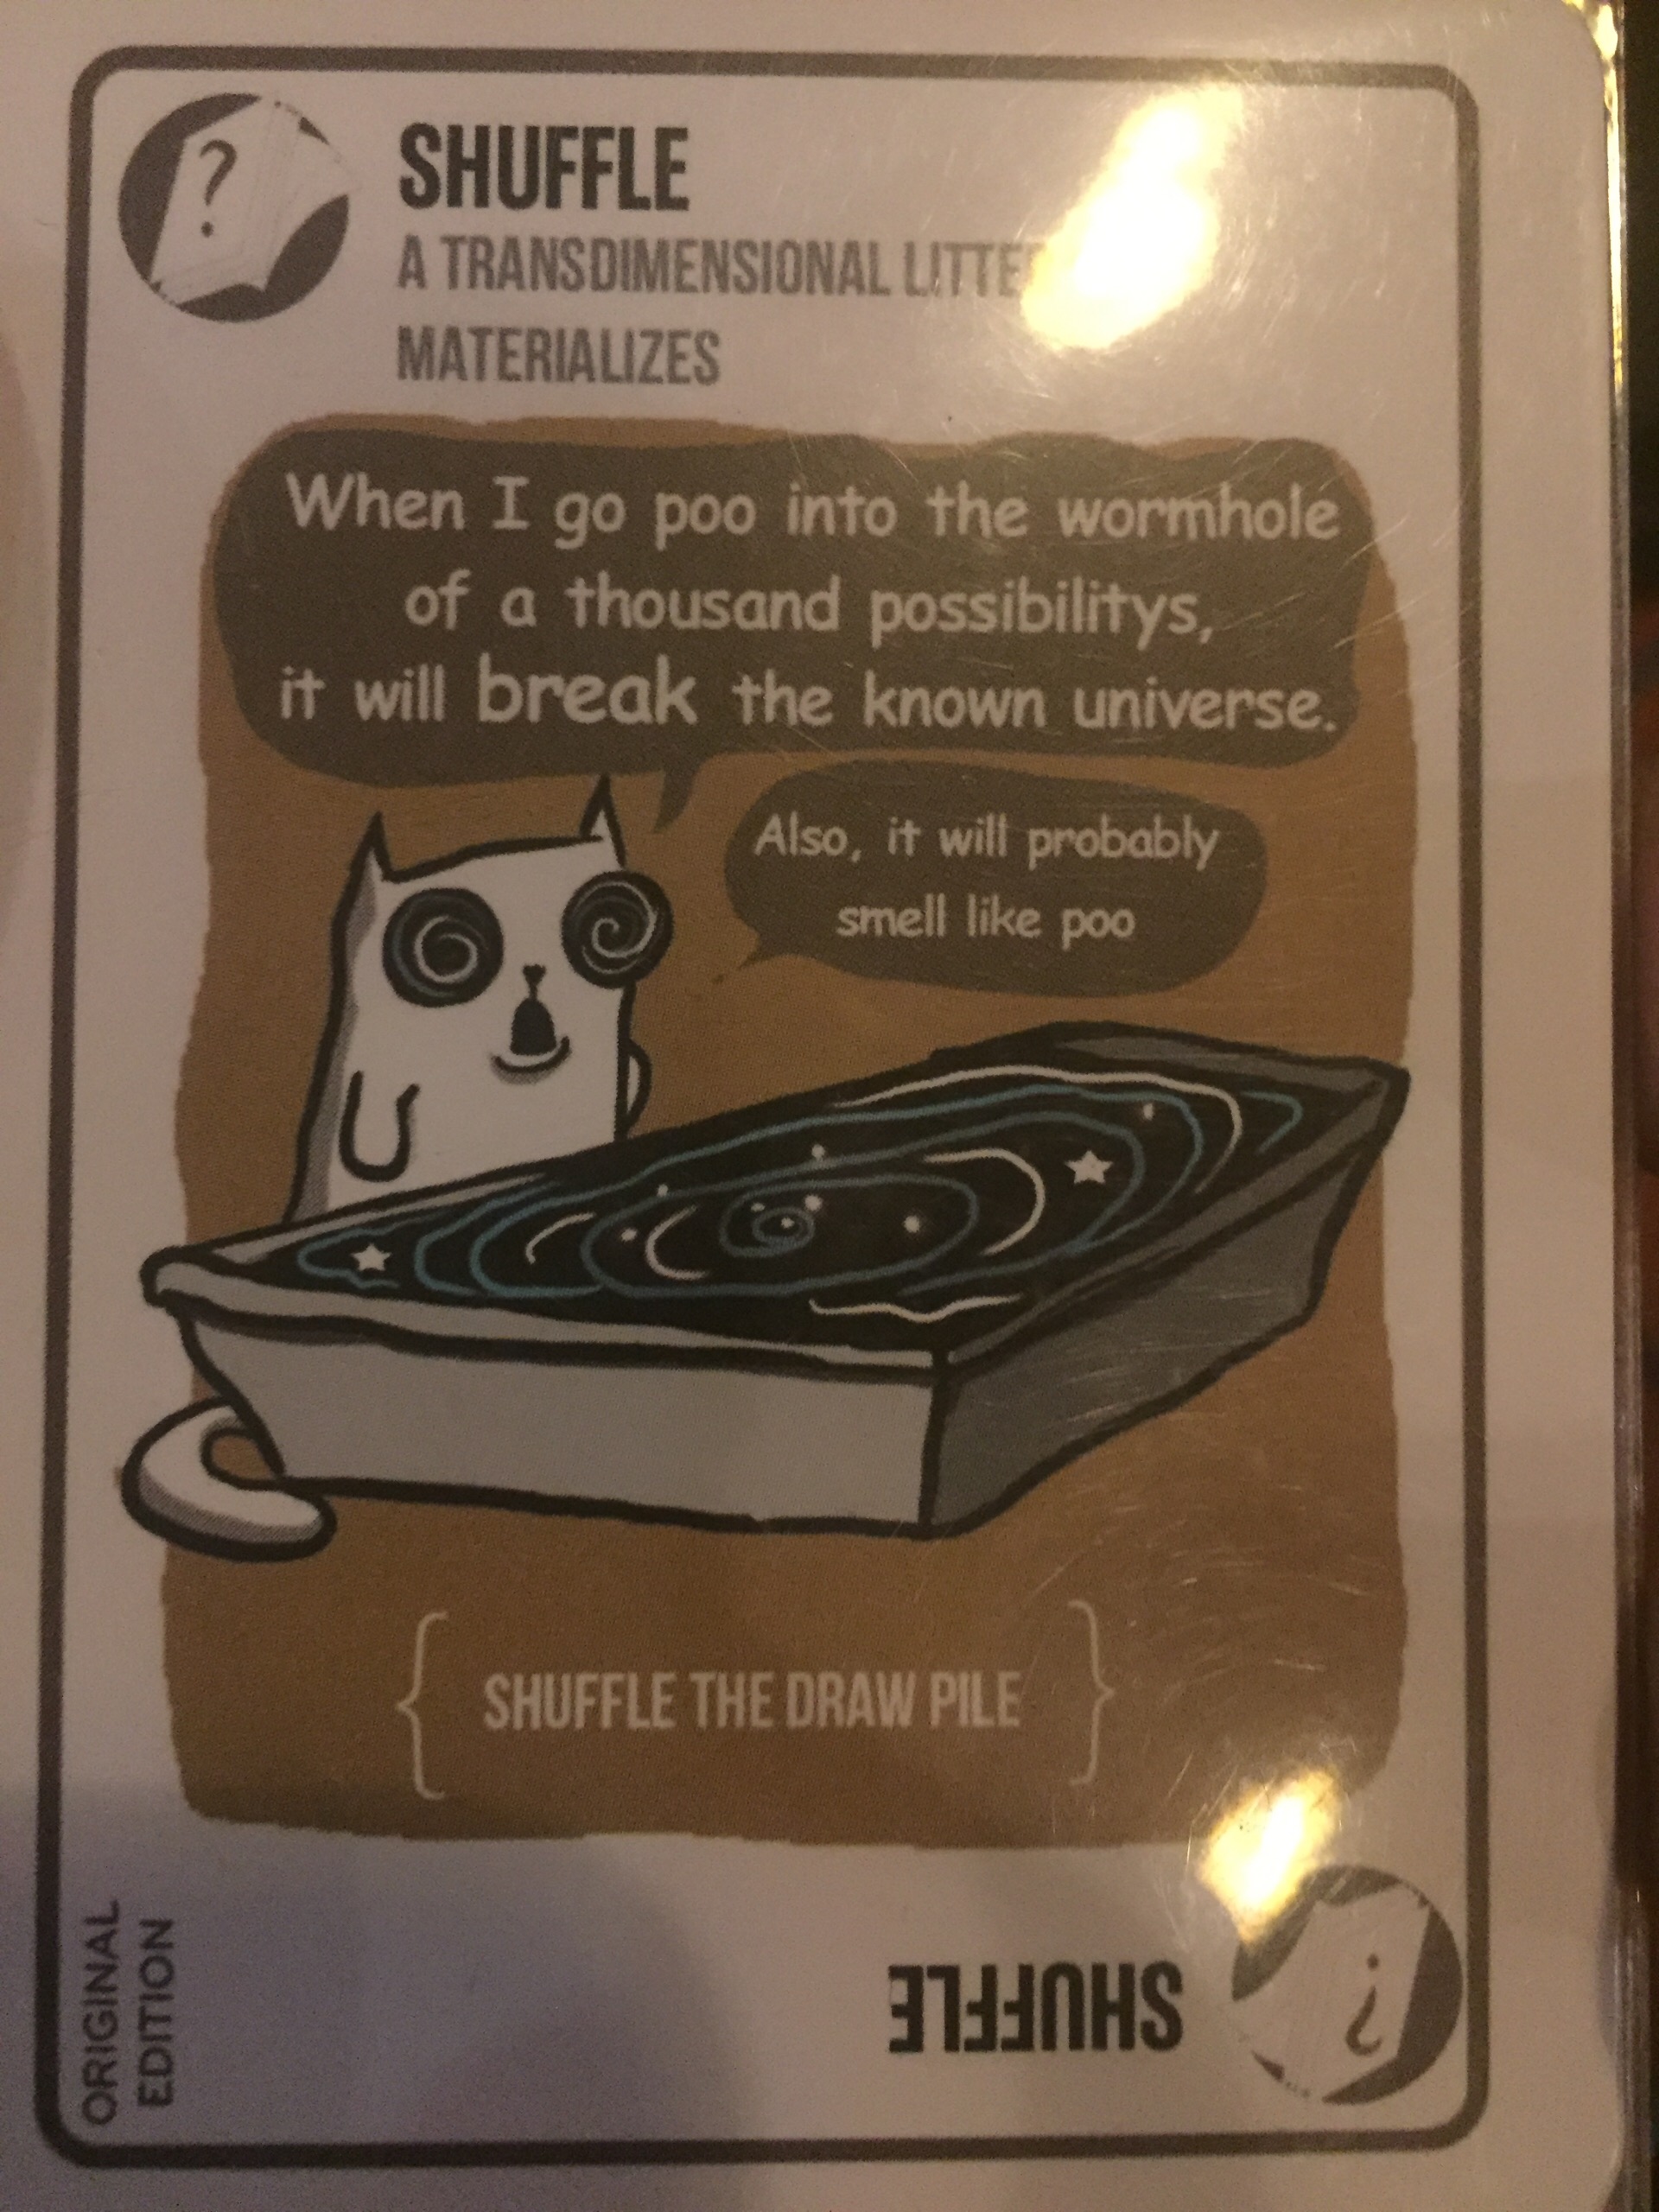 ?
SHUFFLE
A TRANSDIMENSIONAL
MATERIALIZES
When I go poo into the wormhole
of a thousand possibilitys,
it will break the known universe.
Also, it will probably
smell like poo
{ SHUFFLE THE DRAW PILE }
ORIGINAL
EDITION
SHUFFLE
?